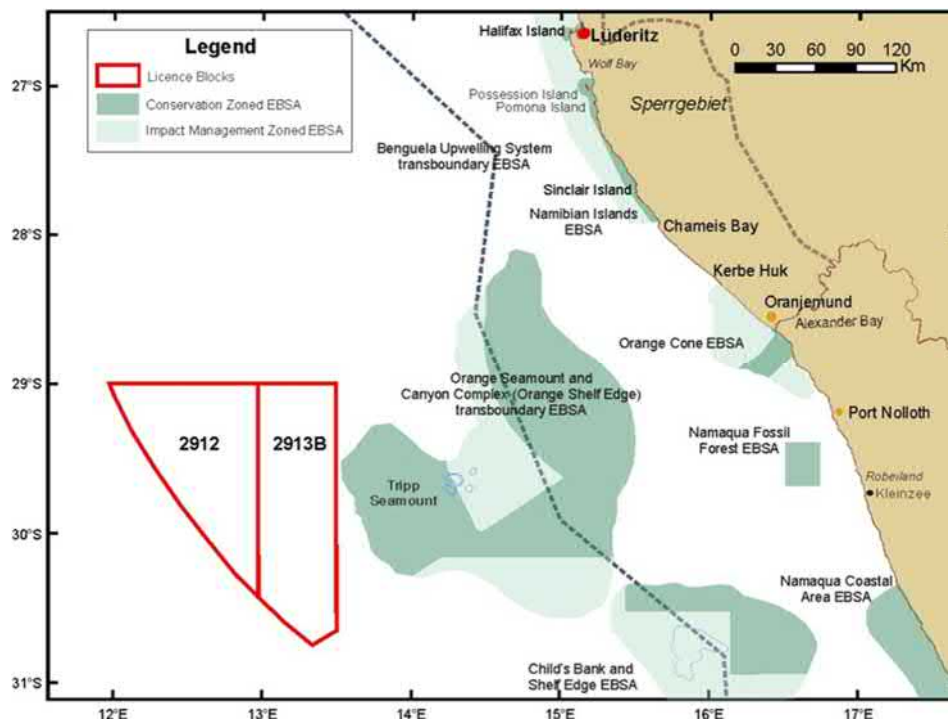 Legend
Licence Blocks
Conservation Zoned EBSA
Impact Management Zoned EBSA
Halifax Island
Lüderitz
Wolf Bay
0 30 60 90 120
Km
27°S
Possession Island
Pomona Island
Sperrgebiet
Benguela Upwelling System
transboundary EBSA
Sinclair Island
Namibian Islands
EBSA
Chameis Bay
28°S
Kerbe Huk
Oranjemund
Alexander Bay
Orange Cone EBSA
29°S
Orange Seamount and
Canyon Complex (Orange Shelf Edge)
transboundary EBSA
Port Nolloth
2912
2913B
Namaqua Fossil
Forest EBSA
Tripp
Seamount
Robeiland
Kleinzee
30°S
Namaqua Coastal
Area EBSA
Child's Bank and
Shelf Edge EBSA
31°S
12°E 13°E 14°E 15°E 16°E 17°E